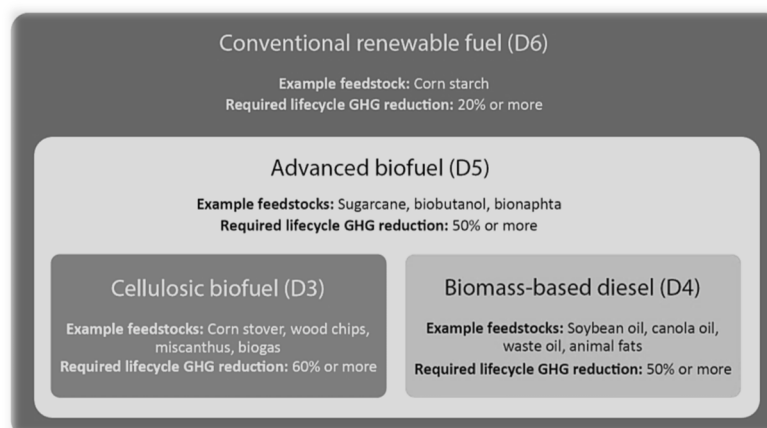 Conventional renewable fuel (D6)
Example feedstock: Corn starch
Required lifecycle GHG reduction: 20% or more
Advanced biofuel (D5)
Example feedstocks: Sugarcane, biobutanol, bionaphta
Required lifecycle GHG reduction: 50% or more
Cellulosic biofuel (D3)
Example feedstocks: Corn stover, wood chips,
miscanthus, biogas
Required lifecycle GHG reduction: 60% or more
Biomass-based diesel (D4)
Example feedstocks: Soybean oil, canola oil,
waste oil, animal fats
Required lifecycle GHG reduction: 50% or more